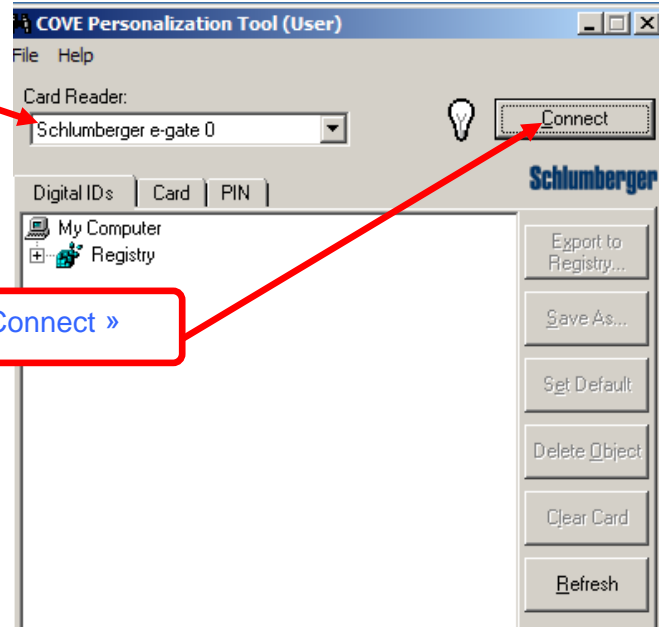 COVE Personalization Tool (User)
File Help
Card Reader:
Schlumberger e-gate 0
Connect
Schlumberger
Digital IDs Card PIN
My Computer
Registry
Export to
Registry...
Save As...
Connect »
Set Default
Delete Object
Clear Card
Refresh